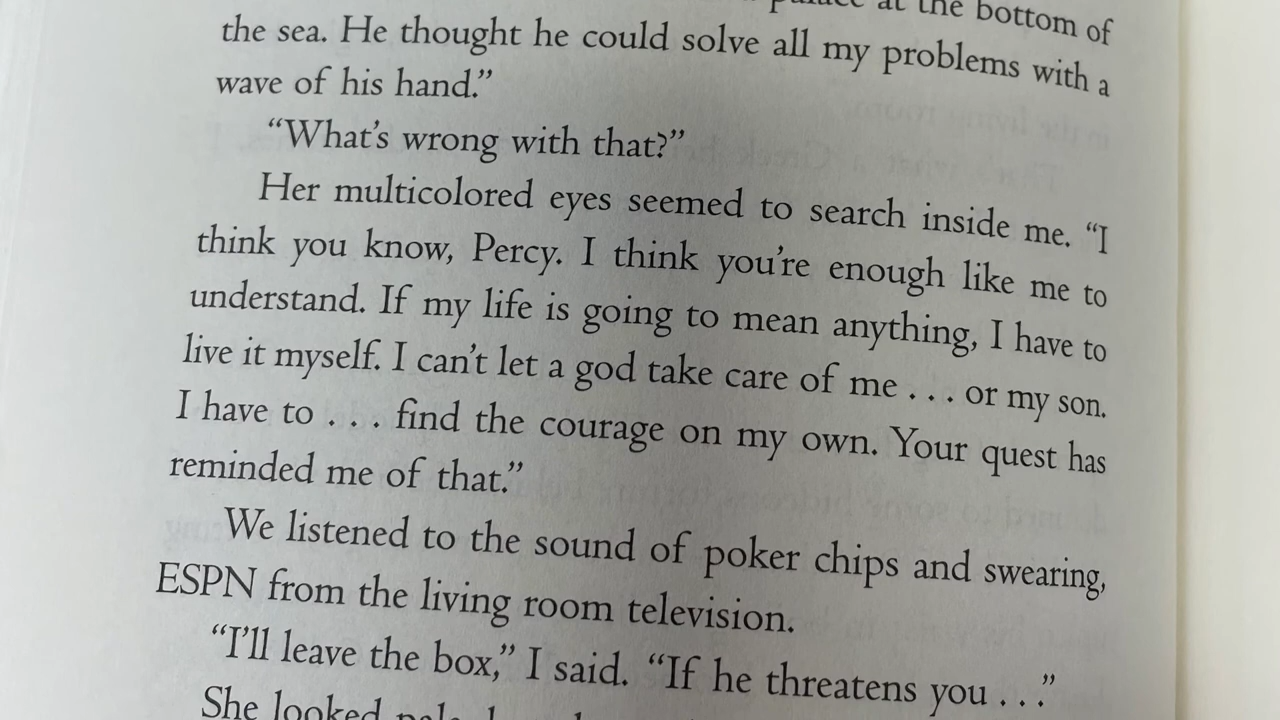 at the bottom of
the sea. He thought he could solve all my problems with a
wave of his hand.”
“What’s wrong with that?”
Her multicolored eyes seemed to search inside me. “I
think you know, Percy. I think you’re enough like me to
understand. If my life is going to mean anything, I have to
live it myself. I can’t let a god take care of me . . . or my son.
I have to . . . find the courage on my own. Your quest has
reminded me of that.”
We listened to the sound of poker chips and swearing,
ESPN from the living room television.
“I’ll leave the box,” I said. “If he threatens you . . .”
She looked